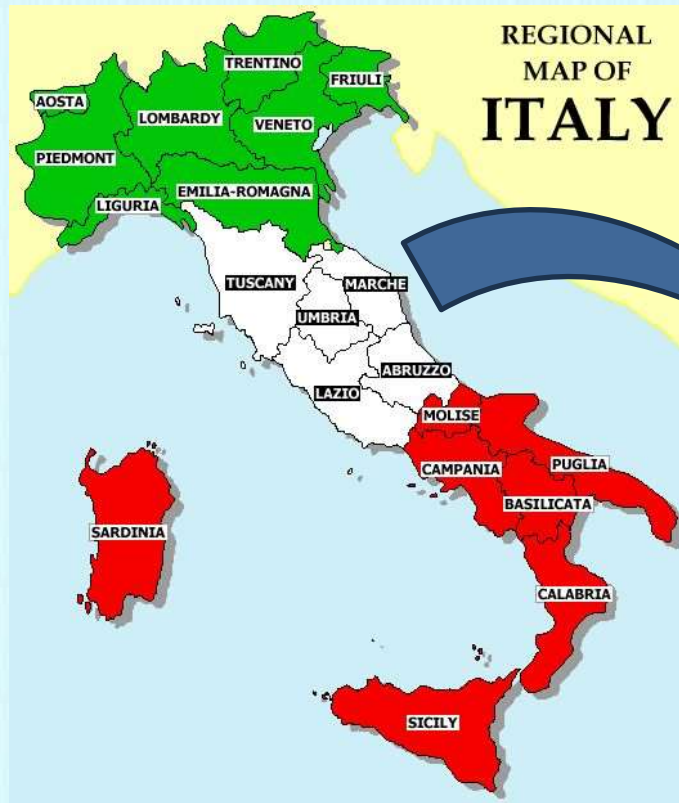 REGIONAL
MAP OF
ITALY
TRENTINO
FRIULI
AOSTA
LOMBARDY
VENETO
PIEDMONT
EMILIA-ROMAGNA
LIGURIA
TUSCANY
MARCHE
UMBRIA
ABRUZZO
LAZIO
MOLISE
CAMPANIA
PUGLIA
BASILICATA
SARDINIA
CALABRIA
SICILY